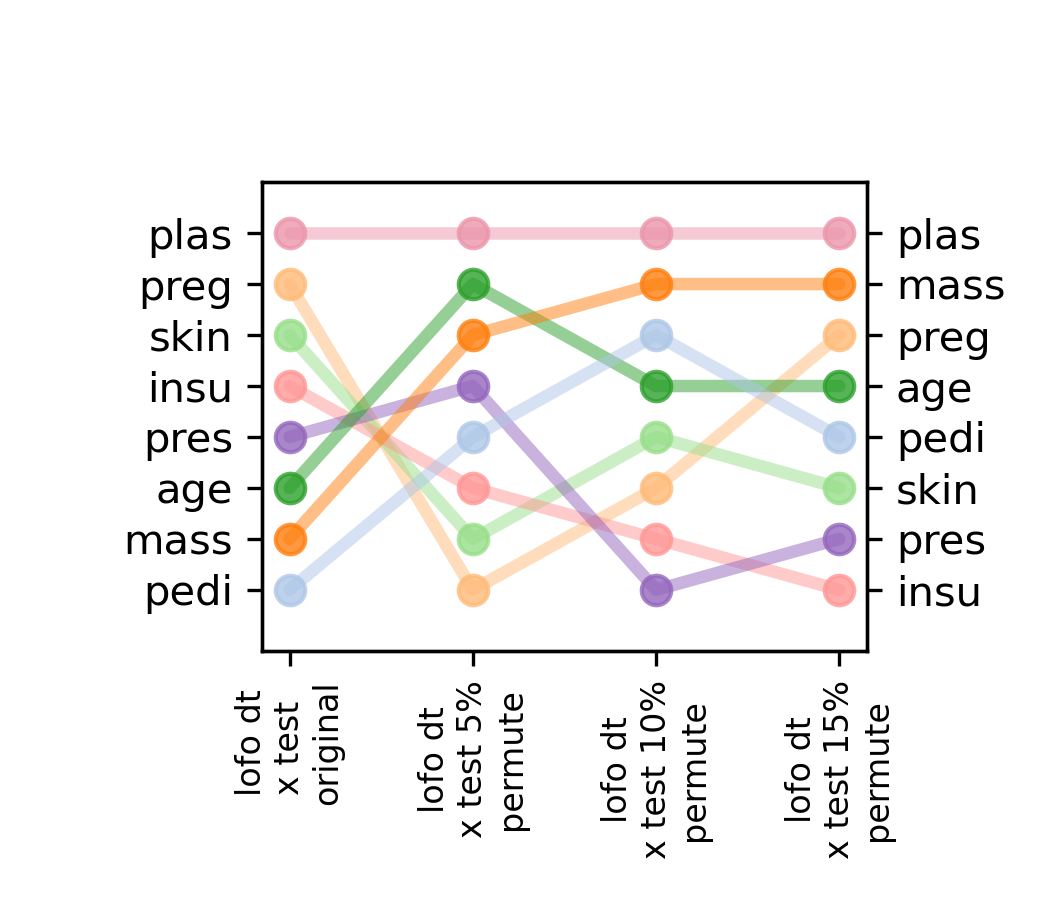 plas
preg
skin
insu
pres
age
mass
pedi
plas
mass
preg
age
pedi
skin
pres
insu
lofo dt
x test
original
lofo dt
x test 5%
permute
lofo dt
x test 10%
permute
lofo dt
x test 15%
permute